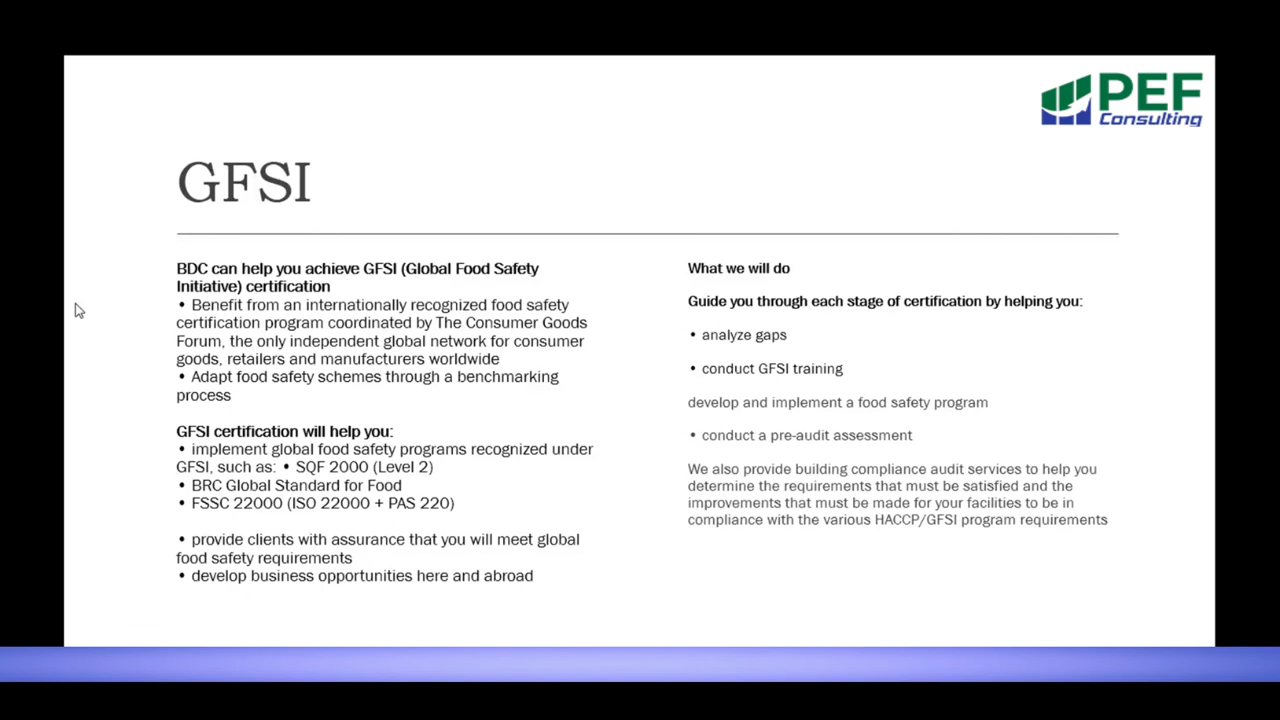 PEF
Consulting
GFSI
BDC can help you achieve GFSI (Global Food Safety
Initiative) certification
• Benefit from an internationally recognized food safety
certification program coordinated by The Consumer Goods
Forum, the only independent global network for consumer
goods, retailers and manufacturers worldwide
• Adapt food safety schemes through a benchmarking
process
GFSI certification will help you:
• implement global food safety programs recognized under
GFSI, such as: • SQF 2000 (Level 2)
• BRC Global Standard for Food
• FSSC 22000 (ISO 22000 + PAS 220)
• provide clients with assurance that you will meet global
food safety requirements
• develop business opportunities here and abroad
What we will do
Guide you through each stage of certification by helping you:
• analyze gaps
• conduct GFSI training
develop and implement a food safety program
• conduct a pre-audit assessment
We also provide building compliance audit services to help you
determine the requirements that must be satisfied and the
improvements that must be made for your facilities to be in
compliance with the various HACCP/GFSI program requirements